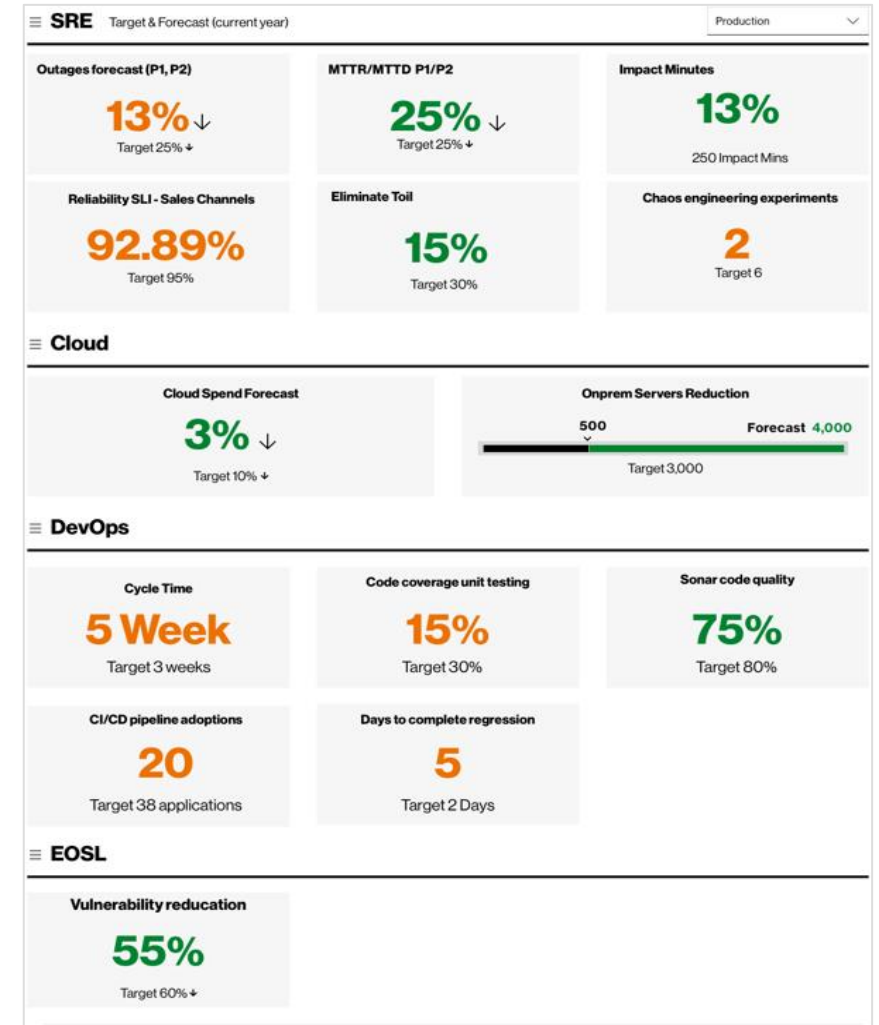 SRE Target & Forecast (current year)
Production
Outages forecast (P1, P2)
13% ↓
Target 25% ↓
MTTR/MTTD P1/P2
25% ↓
Target 25% ↓
Impact Minutes
13%
250 Impact Mins
Reliability SLI - Sales Channels
92.89%
Target 95%
Eliminate Toil
15%
Target 30%
Chaos engineering experiments
2
Target 6
Cloud
Cloud Spend Forecast
3% ↓
Target 10% ↓
Onprem Servers Reduction
500
Forecast 4,000
Target 3,000
DevOps
Cycle Time
5 Week
Target 3 weeks
Code coverage unit testing
15%
Target 30%
Sonar code quality
75%
Target 80%
CI/CD pipeline adoptions
20
Target 38 applications
Days to complete regression
5
Target 2 Days
EOSL
Vulnerability reducation
55%
Target 60% ↓